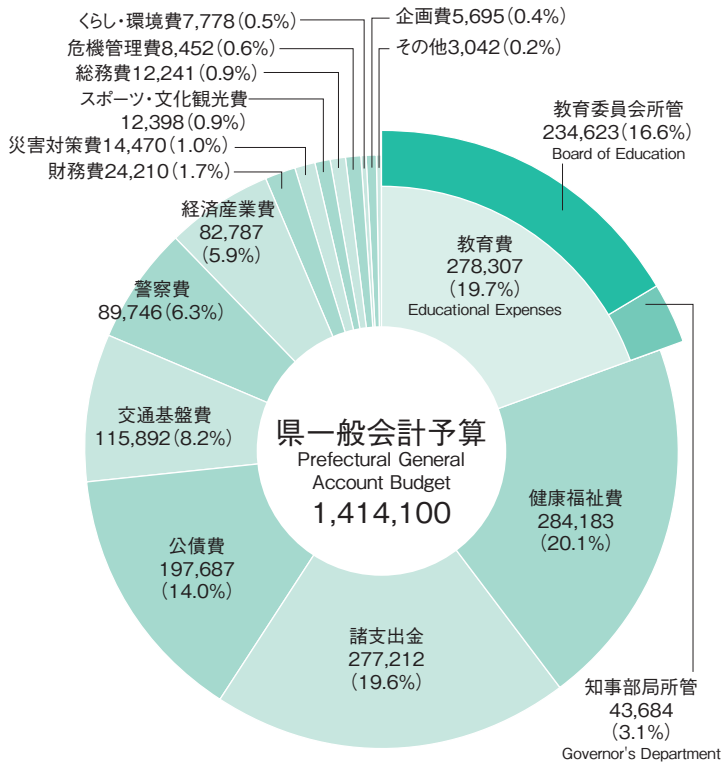 くらし・環境費7,778(0.5%)
危機管理費8,452(0.6%)
総務費12,241(0.9%)
スポーツ・文化観光費
12,398(0.9%)
災害対策費14,470(1.0%)
財務費24,210(1.7%)
経済産業費
82,787
(5.9%)
警察費
89,746(6.3%)
交通基盤費
115,892(8.2%)
公債費
197,687
(14.0%)
諸支出金
277,212
(19.6%)
企画費5,695(0.4%)
その他3,042(0.2%)
教育委員会所管
234,623(16.6%)
Board of Education
教育費
278,307
(19.7%)
Educational Expenses
県一般会計予算
Prefectural General
Account Budget
1,414,100
健康福祉費
284,183
(20.1%)
知事部局所管
43,684
(3.1%)
Governor's Department